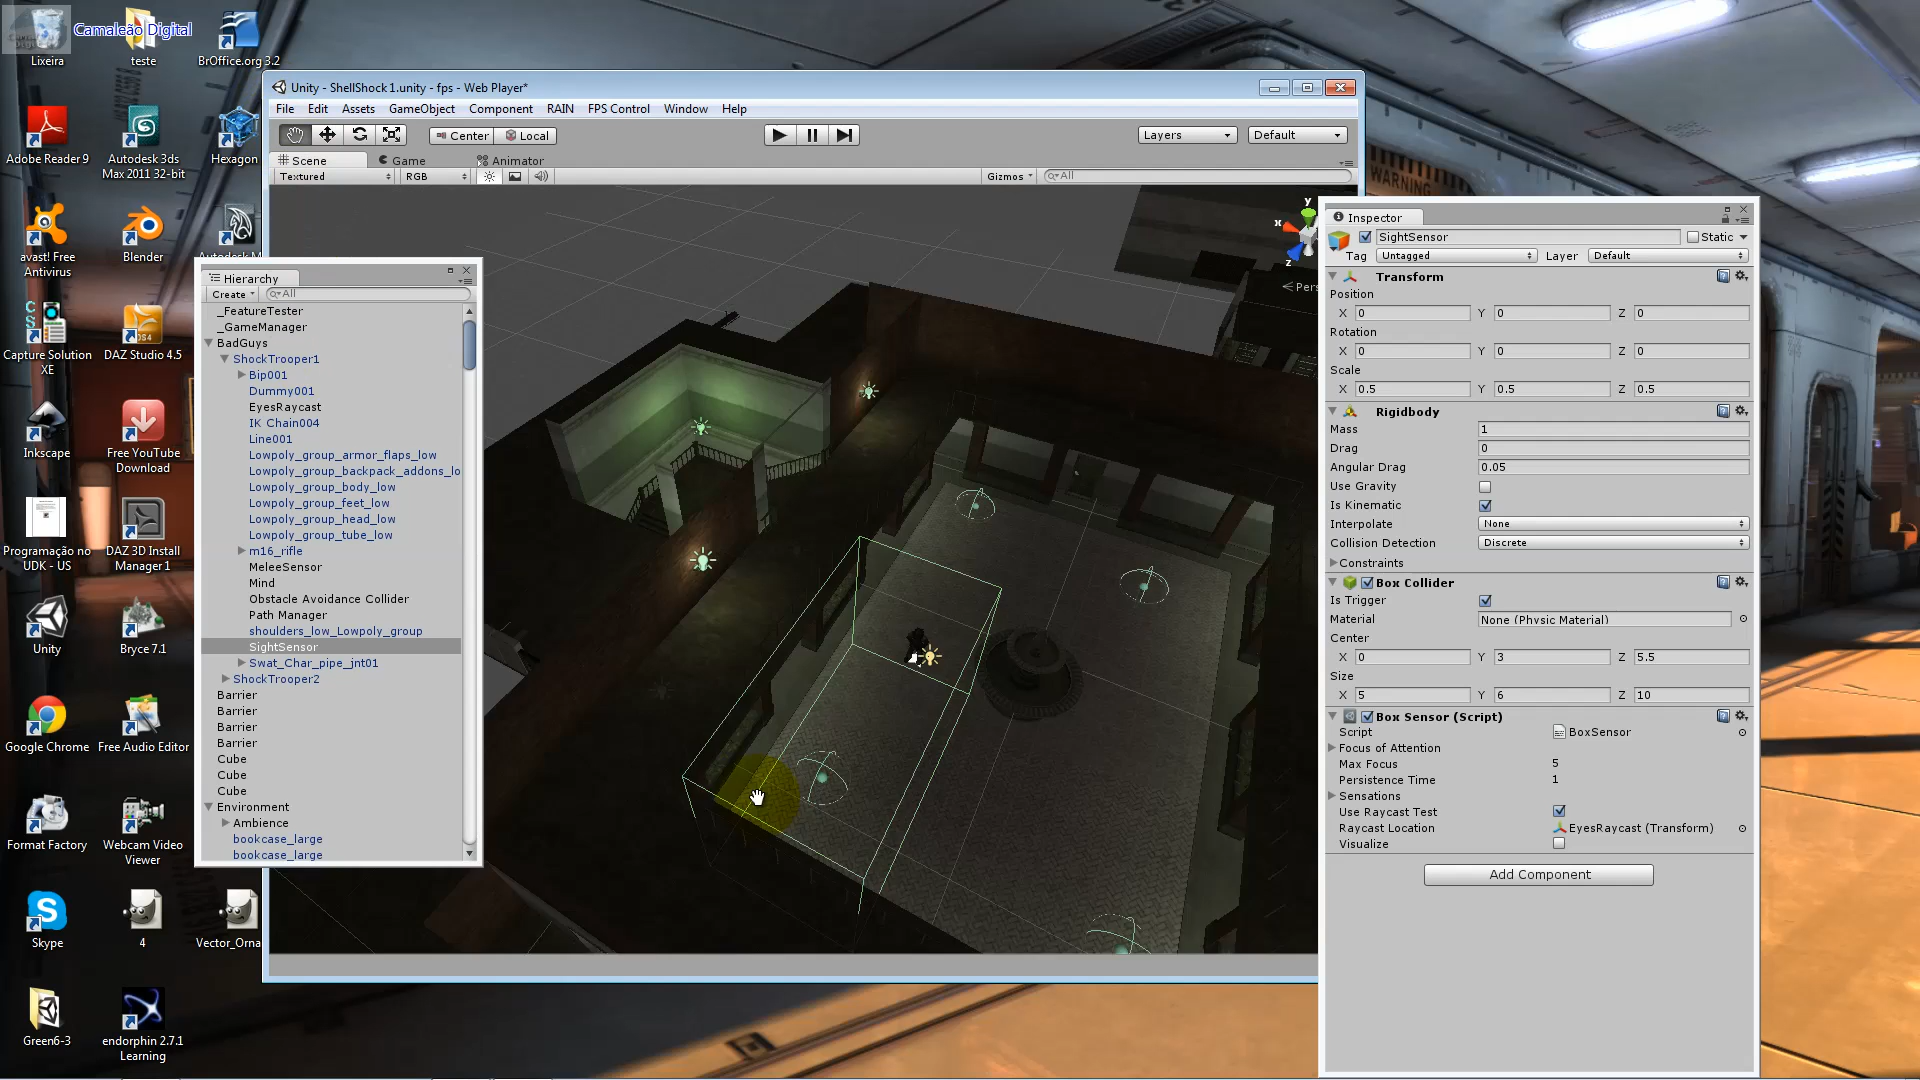 Camaleão Digital
Lixeira
teste
BrOffice.org 3.2
Adobe Reader 9
Autodesk 3ds
Max 2011 32-bit
Hexagon
avast! Free
Antivirus
Blender
Capture Solution
XE
DAZ Studio 4.5
Inkscape
Free YouTube
Download
Programação no
UDK - US
DAZ 3D Install
Manager1
Unity
Bryce 7.1
Google Chrome
Free Audio Editor
Format Factory
Webcam Video
Viewer
Skype
4
Vector_Orna
Green6-3
endorphin 2.7.1
Learning
Unity - ShellShock1.unity - fps - Web Player*
File Edit Assets GameObject Component RAIN FPS Control Window Help
Center Local
Layers Default
Scene Game Animator
Textured RGB Gizmos All
y
x
z
Pers
WARNING
Hierarchy
Create All
_FeatureTester
_GameManager
BadGuys
ShockTrooper1
Bip001
Dummy001
EyesRaycast
IK Chain004
Line001
Lowpoly_group_armor_flaps_low
Lowpoly_group_backpack_addons_lo
Lowpoly_group_body_low
Lowpoly_group_feet_low
Lowpoly_group_head_low
Lowpoly_group_tube_low
m16_rifle
MeleeSensor
Mind
Obstacle Avoidance Collider
Path Manager
shoulders_low_Lowpoly_group
SightSensor
Swat_Char_pipe_jnt01
ShockTrooper2
Barrier
Barrier
Barrier
Barrier
Cube
Cube
Cube
Environment
Ambience
bookcase_large
bookcase_large
Inspector
SightSensor Static
Tag Untagged Layer Default
Transform
Position
X 0 Y 0 Z 0
Rotation
X 0 Y 0 Z 0
Scale
X 0.5 Y 0.5 Z 0.5
Rigidbody
Mass 1
Drag 0
Angular Drag 0.05
Use Gravity
Is Kinematic
Interpolate None
Collision Detection Discrete
Constraints
Box Collider
Is Trigger
Material None (Physic Material)
Center
X 0 Y 3 Z 5.5
Size
X 5 Y 6 Z 10
Box Sensor (Script)
Script BoxSensor
Focus of Attention
Max Focus 5
Persistence Time 1
Sensations
Use Raycast Test
Raycast Location EyesRaycast (Transform)
Visualize
Add Component